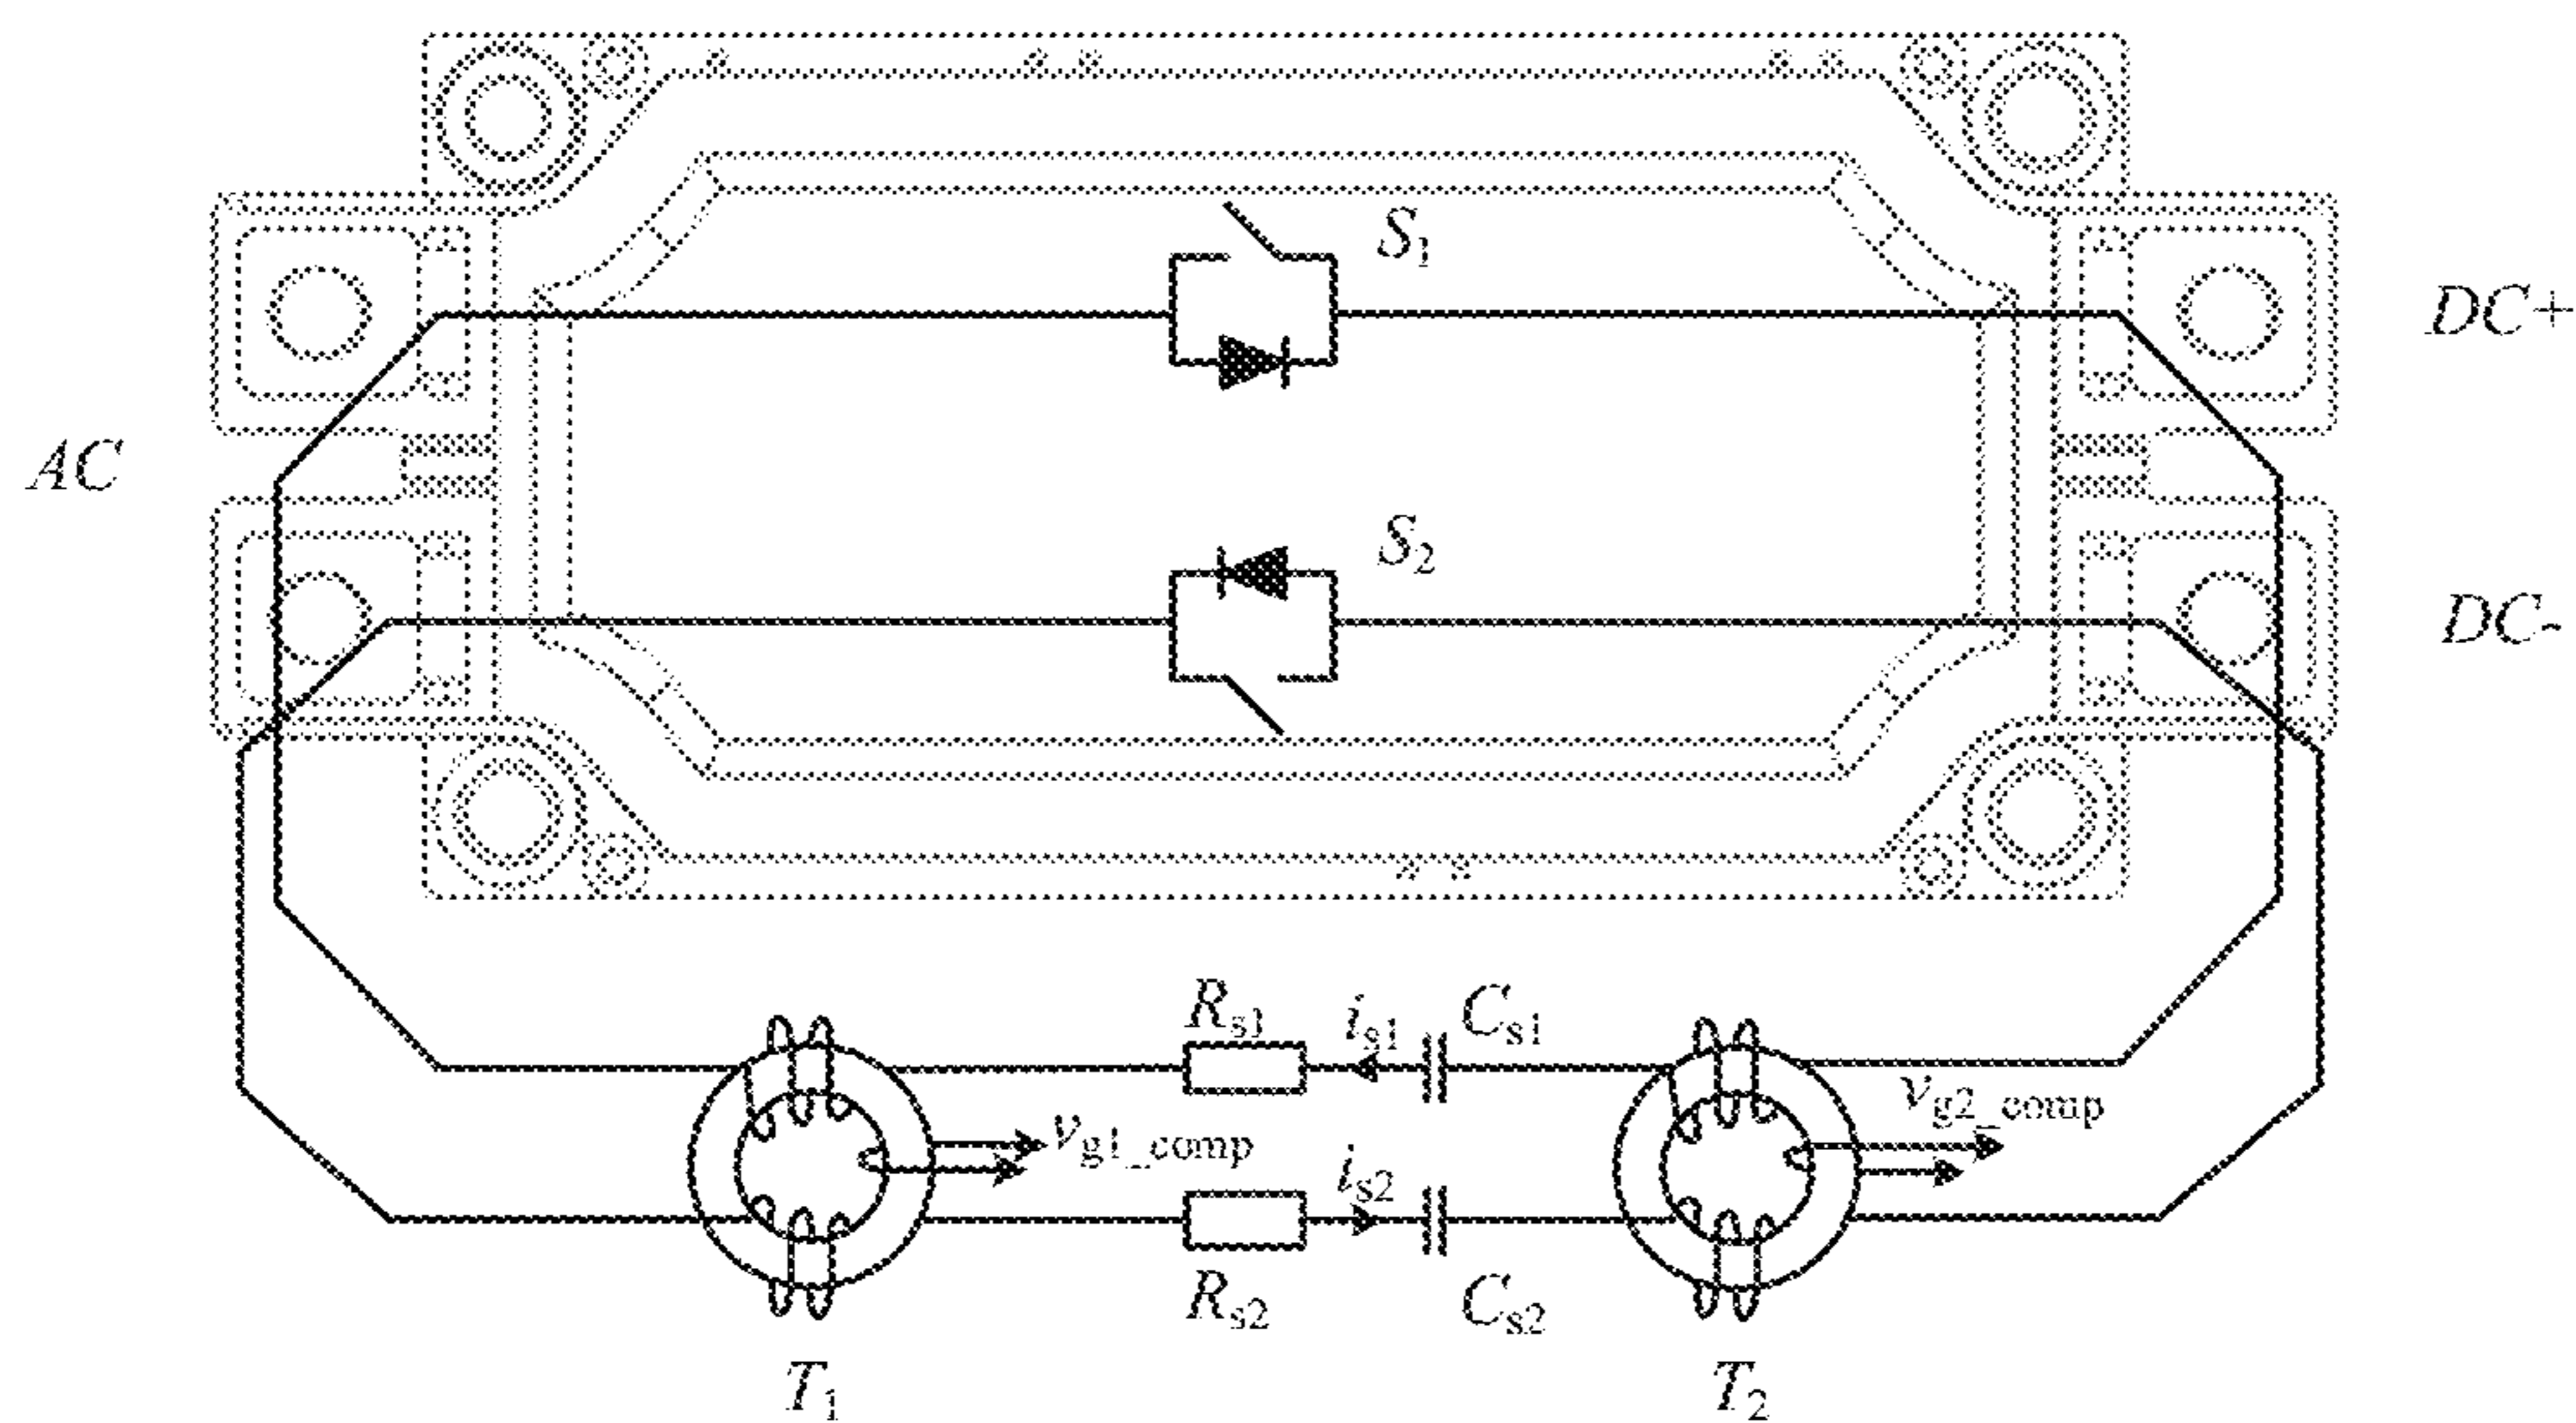 S1
DC+
AC
S2
DC-
Rs1
is1
Cs1
vg1_comp
vg2_comp
is2
Rs2
Cs2
T1
T2